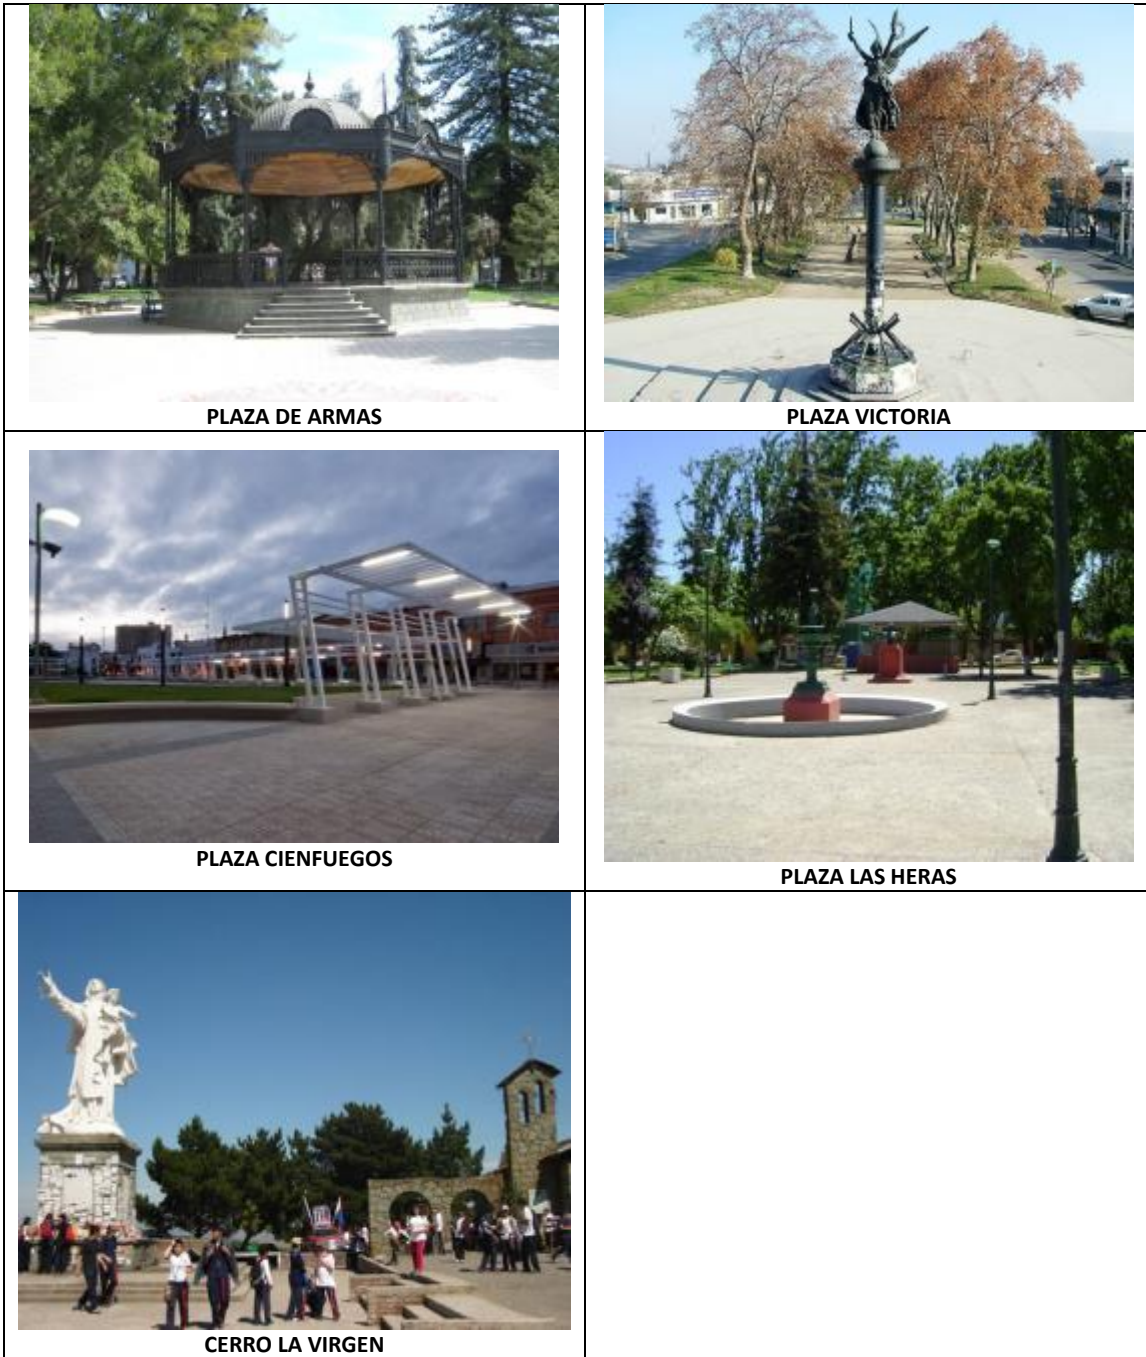 PLAZA DE ARMAS
PLAZA VICTORIA
PLAZA CIENFUEGOS
PLAZA LAS HERAS
CERRO LA VIRGEN